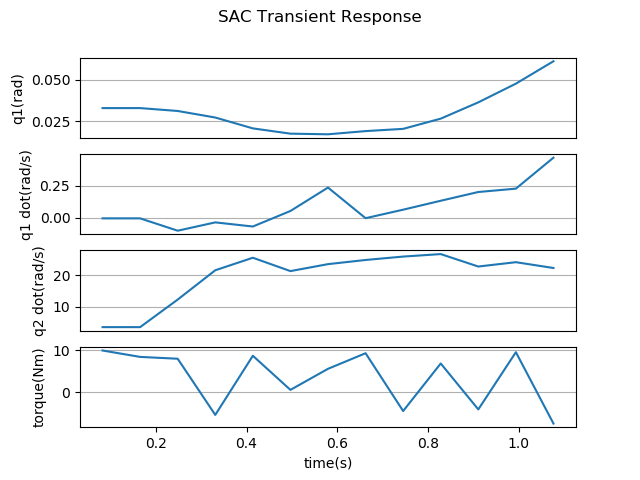 SAC Transient Response
q1(rad)
0.050
0.025
q1 dot(rad/s)
0.25
0.00
q2 dot(rad/s)
20
10
torque(Nm)
10
0
0.2 0.4 0.6 0.8 1.0
time(s)